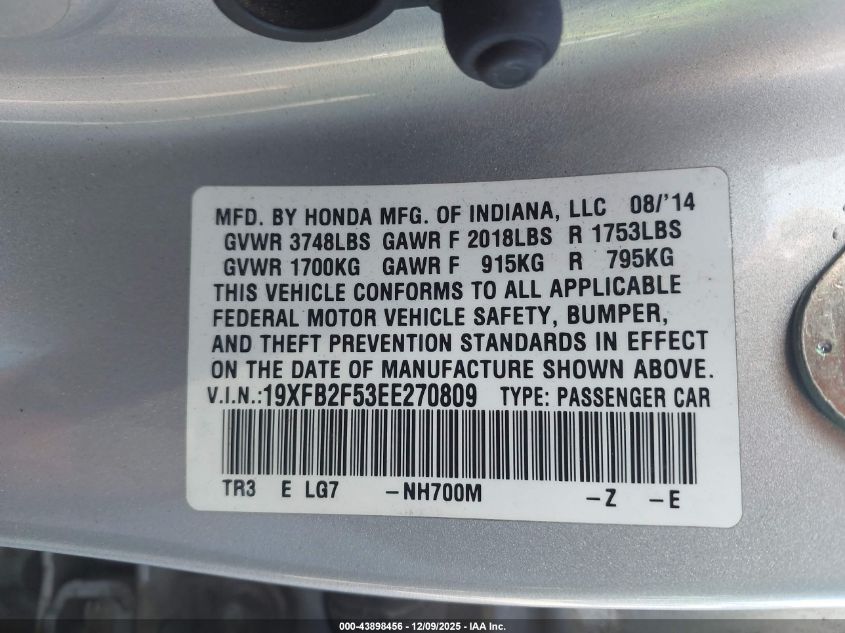 MFD. BY HONDA MFG. OF INDIANA, LLC 08/'14
GVWR 3748LBS GAWR F 2018LBS R 1753LBS
GVWR 1700KG GAWR F 915KG R 795KG
THIS VEHICLE CONFORMS TO ALL APPLICABLE
FEDERAL MOTOR VEHICLE SAFETY, BUMPER,
AND THEFT PREVENTION STANDARDS IN EFFECT
ON THE DATE OF MANUFACTURE SHOWN ABOVE.
V.I.N.:19XFB2F53EE270809 TYPE: PASSENGER CAR
TR3 E LG7 -NH700M -Z -E
000-43898456 | 12/09/2025 - IAA Inc.